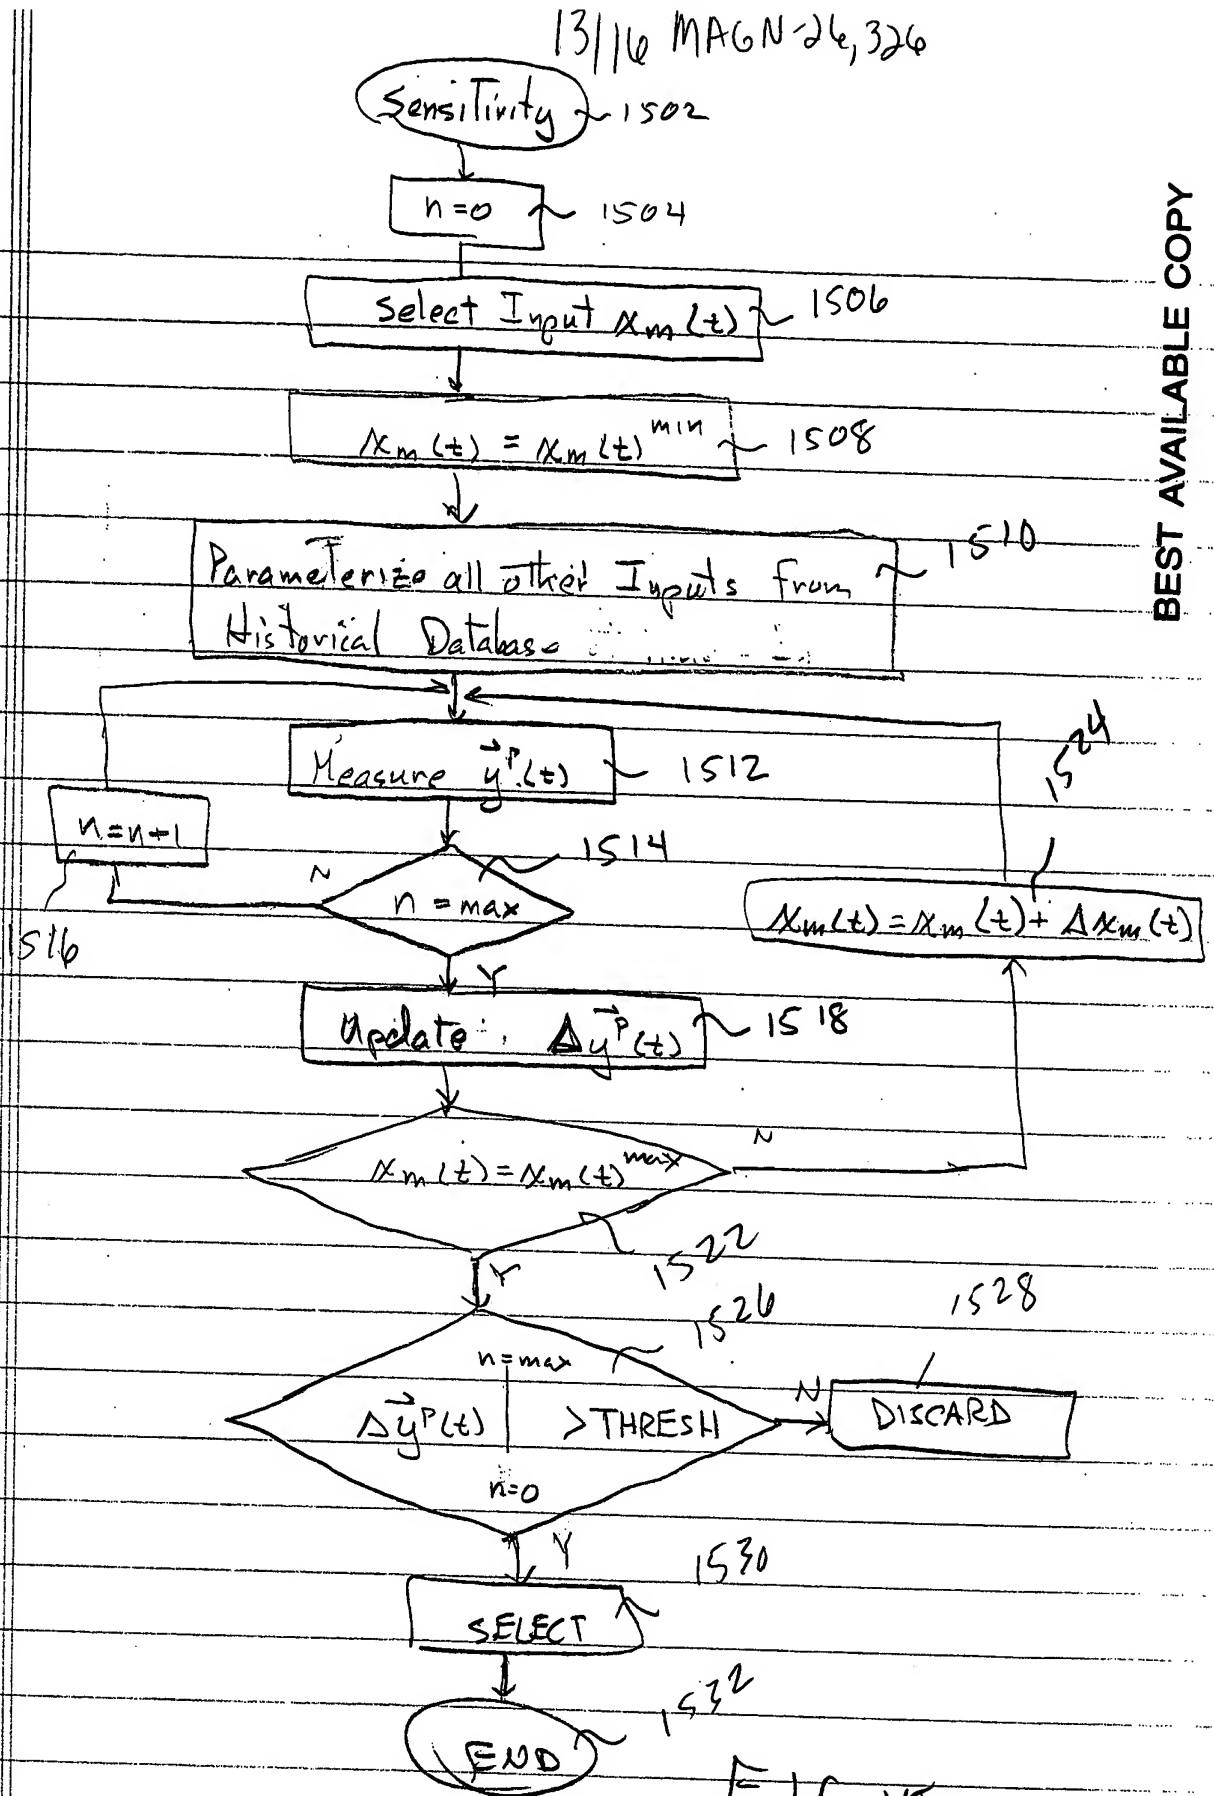 13/16 MAGN-26,326
Sensitivity 1502
n=0 1504
Select Input xm(t) 1506
xm(t) = xm(t)^min 1508
Parameterize all other Inputs from 1510
Historical Database
Measure y⃗^P(t) 1512
n=n+1
1516
n = max 1514
N
Y
1524
xm(t) = xm(t) + Δxm(t)
Update: Δy⃗^P(t) 1518
xm(t) = xm(t)^max
N
1522
Y
1526
n=max
Δy⃗^P(t) | > THRESH
n=0
N
1528
DISCARD
Y
1530
SELECT
1532
END
BEST AVAILABLE COPY